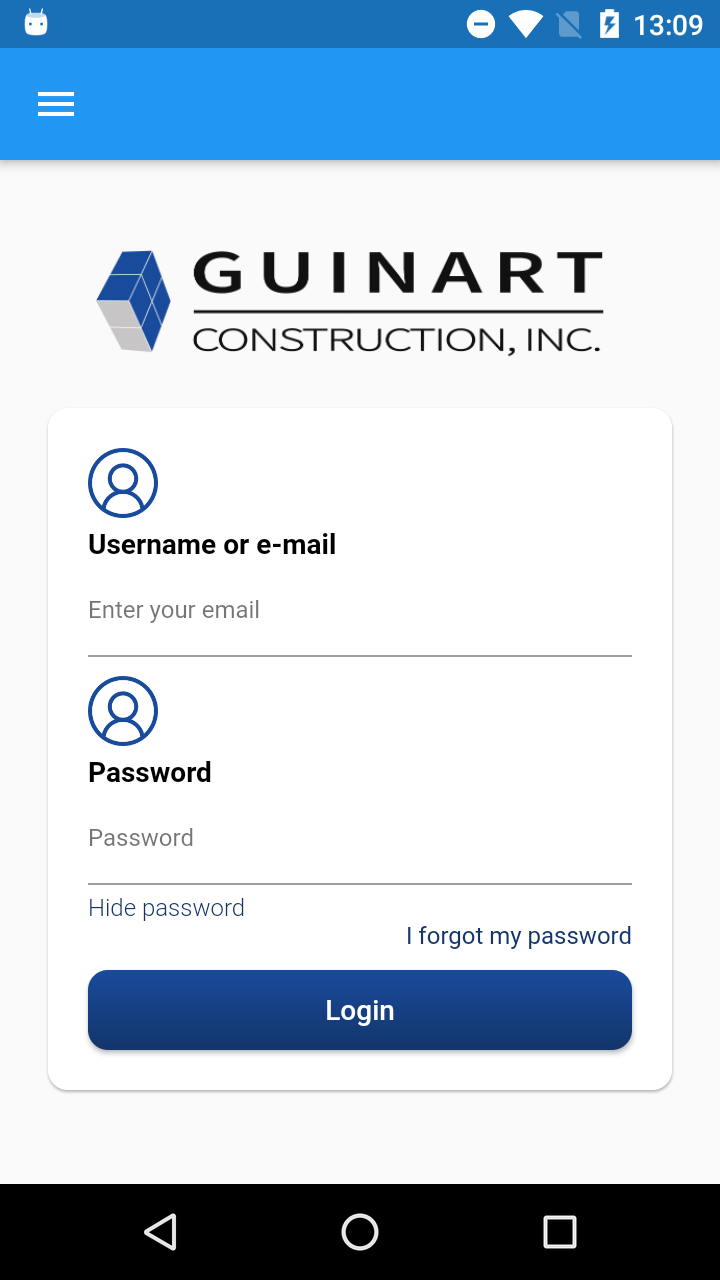 13:09
GUINART
CONSTRUCTION, INC.
Username or e-mail
Enter your email
Password
Password
Hide password
I forgot my password
Login